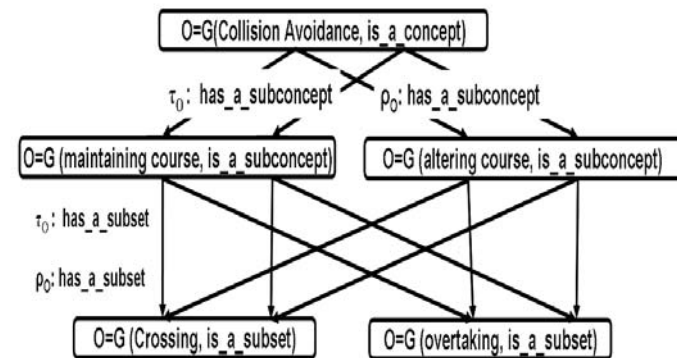 O=G(Collision Avoidance, is_a_concept)
τ₀: has_a_subconcept ρ₀: has_a_subconcept
O=G (maintaining course, is_a_subconcept) O=G (altering course, is_a_subconcept)
τ₀: has_a_subset
ρ₀: has_a_subset
O=G (Crossing, is_a_subset) O=G (overtaking, is_a_subset)